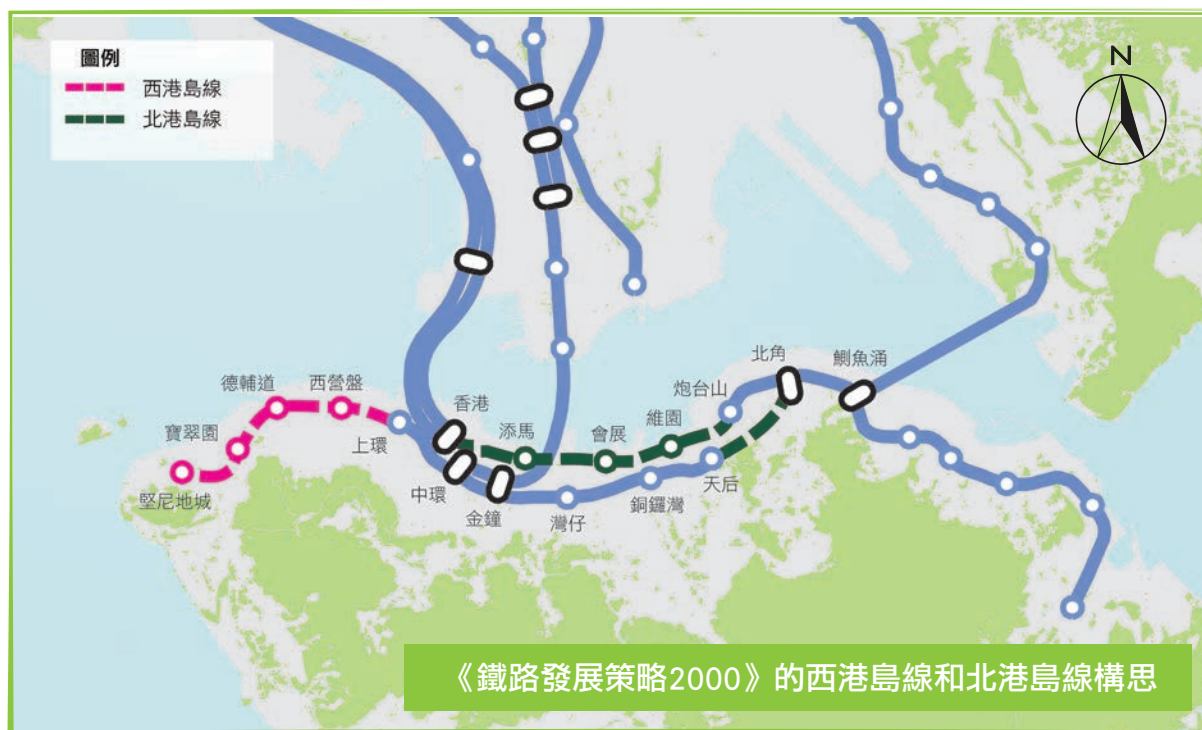 圖例
西港島線
北港島線
N
北角
鰂魚涌
炮台山
德輔道
西營盤
香港
維園
添馬
會展
寶翠園
上環
天后
中環
銅鑼灣
堅尼地城
金鐘
灣仔
《鐵路發展策略2000》的西港島線和北港島線構思